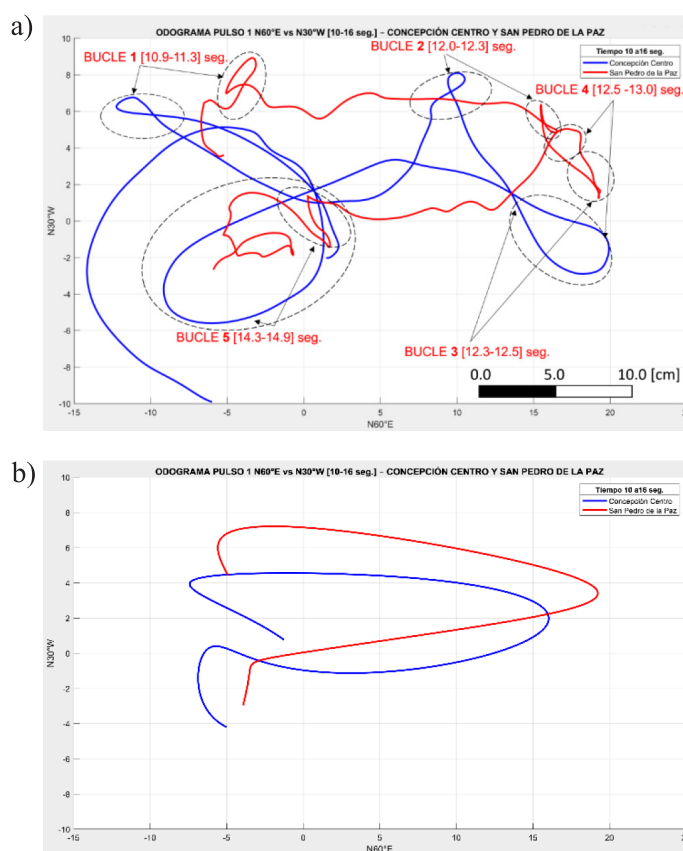 a)
ODOGRAMA PULSO 1 N60°E vs N30°W [10-16 seg.] – CONCEPCIÓN CENTRO Y SAN PEDRO DE LA PAZ
BUCLE 1 [10.9-11.3] seg.
BUCLE 2 [12.0-12.3] seg.
Tiempo 10 a16 seg.
Concepción Centro
San Pedro de la Paz
BUCLE 4 [12.5 -13.0] seg.
BUCLE 5 [14.3-14.9] seg.
BUCLE 3 [12.3-12.5] seg.
0.0 5.0 10.0 [cm]
10
8
6
4
2
0
-2
-4
-6
-8
-10
N30°W
-15 -10 -5 0 5 10 15 20
N60°E
b)
ODOGRAMA PULSO 1 N60°E vs N30°W [10-16 seg.] – CONCEPCIÓN CENTRO Y SAN PEDRO DE LA PAZ
Tiempo 10 a16 seg.
Concepción Centro
San Pedro de la Paz
10
8
6
4
2
0
-2
-4
-6
-8
-10
N30°W
-15 -10 -5 0 5 10 15 20
N60°E